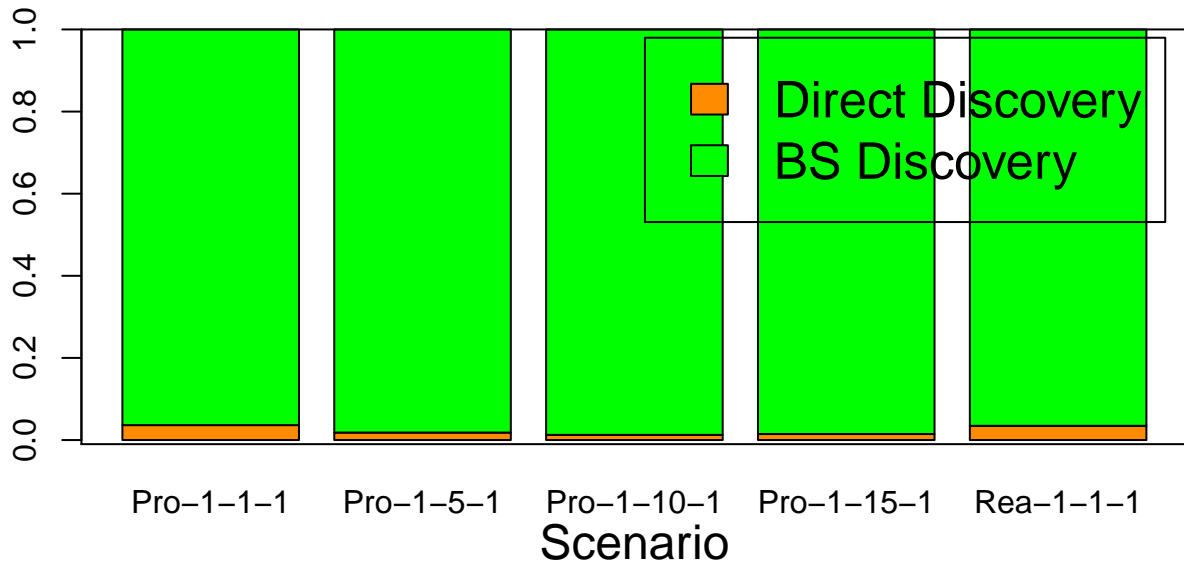 1.0
0.8
0.6
0.4
0.2
0.0
Direct Discovery
BS Discovery
Pro−1−1−1 Pro−1−5−1 Pro−1−10−1 Pro−1−15−1 Rea−1−1−1
Scenario